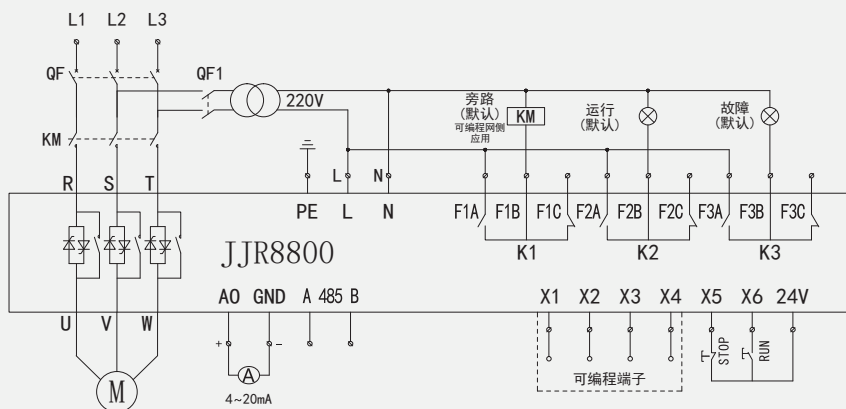 L1 L2 L3
QF
QF1
220V
旁路
(默认)
可编程网侧
应用
KM
运行
(默认)
故障
(默认)
KM
L
N
R S T
PE L N
F1A F1B F1C F2A F2B F2C F3A F3B F3C
K1 K2 K3
JJR8800
AO GND A 485 B
X1 X2 X3 X4 X5 X6 24V
U V W
+ −
STOP
RUN
A
M
可编程端子
4~20mA